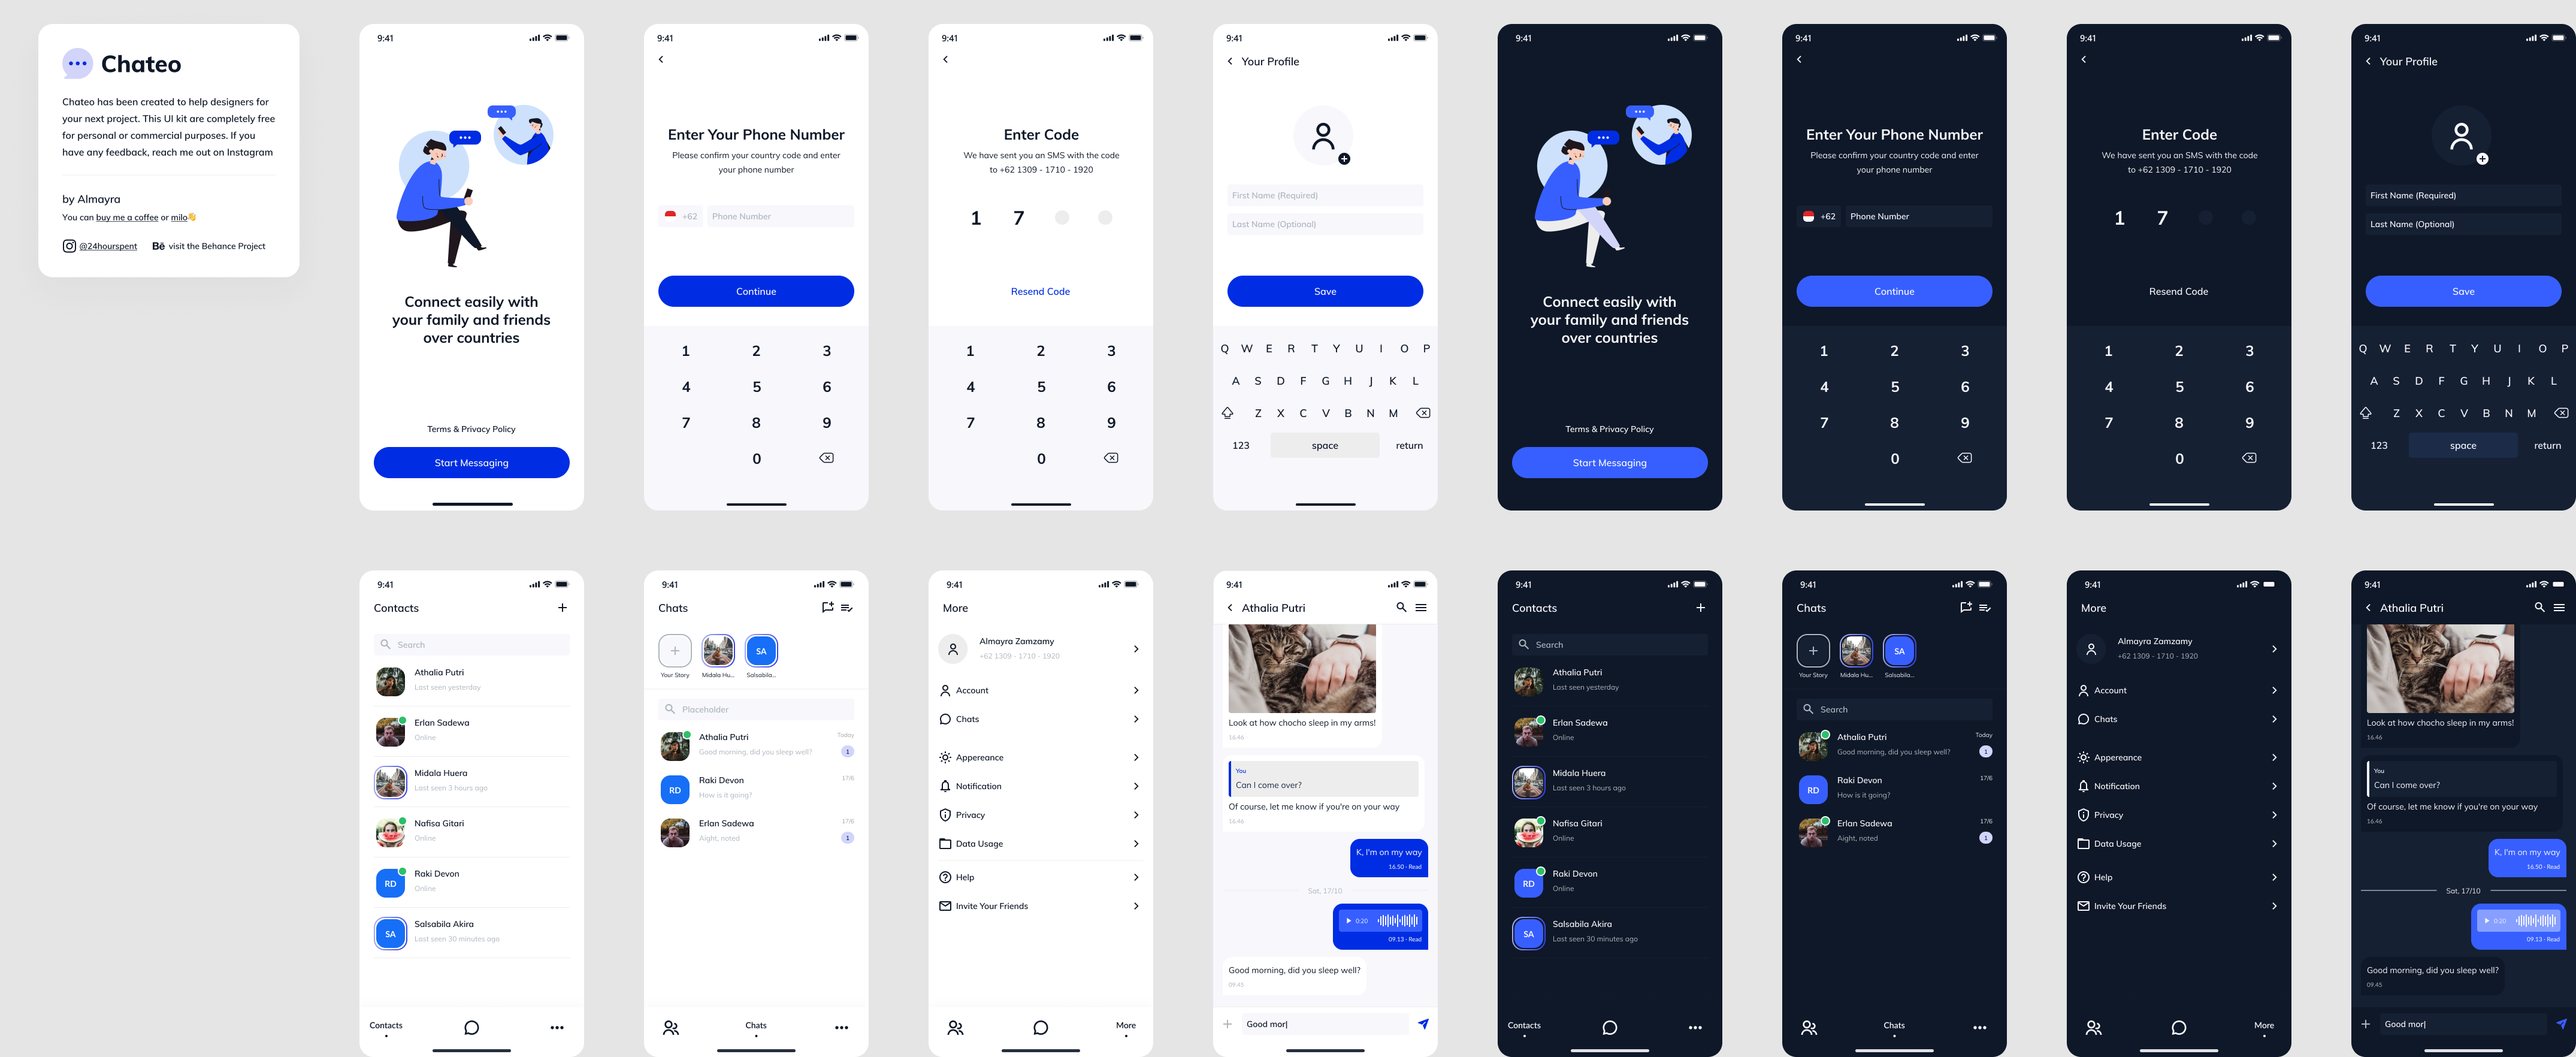 Chateo
Chateo has been created to help designers for
your next project. This UI kit are completely free
for personal or commercial purposes. If you
have any feedback, reach me out on Instagram
by Almayra
You can buy me a coffee or milo👋
@24hourspent
Bē visit the Behance Project
9:41
Connect easily with
your family and friends
over countries
Terms & Privacy Policy
Start Messaging
9:41
Enter Your Phone Number
Please confirm your country code and enter
your phone number
+62 Phone Number
Continue
1 2 3
4 5 6
7 8 9
0
9:41
Enter Code
We have sent you an SMS with the code
to +62 1309 - 1710 - 1920
1 7
Resend Code
1 2 3
4 5 6
7 8 9
0
9:41
Your Profile
First Name (Required)
Last Name (Optional)
Save
Q W E R T Y U I O P
A S D F G H J K L
Z X C V B N M
123 space return
9:41
Connect easily with
your family and friends
over countries
Terms & Privacy Policy
Start Messaging
9:41
Enter Your Phone Number
Please confirm your country code and enter
your phone number
+62 Phone Number
Continue
1 2 3
4 5 6
7 8 9
0
9:41
Enter Code
We have sent you an SMS with the code
to +62 1309 - 1710 - 1920
1 7
Resend Code
1 2 3
4 5 6
7 8 9
0
9:41
Your Profile
First Name (Required)
Last Name (Optional)
Save
Q W E R T Y U I O P
A S D F G H J K L
Z X C V B N M
123 space return
9:41
Contacts
Search
Athalia Putri
Last seen yesterday
Erlan Sadewa
Online
Midala Huera
Last seen 3 hours ago
Nafisa Gitari
Online
RD
Raki Devon
Online
SA
Salsabila Akira
Last seen 30 minutes ago
Contacts
9:41
Chats
SA
Your Story Midala Hu... Salsabila...
Placeholder
Athalia Putri Today
Good morning, did you sleep well? 1
RD
Raki Devon 17/6
How is it going?
Erlan Sadewa 17/6
Aight, noted 1
Chats
9:41
More
Almayra Zamzamy
+62 1309 - 1710 - 1920
Account
Chats
Appereance
Notification
Privacy
Data Usage
Help
Invite Your Friends
More
9:41
Athalia Putri
Look at how chocho sleep in my arms!
16.46
You
Can I come over?
Of course, let me know if you're on your way
16.46
K, I'm on my way
16.50 · Read
Sat, 17/10
0:20
09.13 · Read
Good morning, did you sleep well?
09.45
Good mor|
9:41
Contacts
Search
Athalia Putri
Last seen yesterday
Erlan Sadewa
Online
Midala Huera
Last seen 3 hours ago
Nafisa Gitari
Online
RD
Raki Devon
Online
SA
Salsabila Akira
Last seen 30 minutes ago
Contacts
9:41
Chats
SA
Your Story Midala Hu... Salsabila...
Search
Athalia Putri Today
Good morning, did you sleep well? 1
RD
Raki Devon 17/6
How is it going?
Erlan Sadewa 17/6
Aight, noted 1
Chats
9:41
More
Almayra Zamzamy
+62 1309 - 1710 - 1920
Account
Chats
Appereance
Notification
Privacy
Data Usage
Help
Invite Your Friends
More
9:41
Athalia Putri
Look at how chocho sleep in my arms!
16.46
You
Can I come over?
Of course, let me know if you're on your way
16.46
K, I'm on my way
16.50 · Read
Sat, 17/10
0:20
09.13 · Read
Good morning, did you sleep well?
09.45
Good mor|